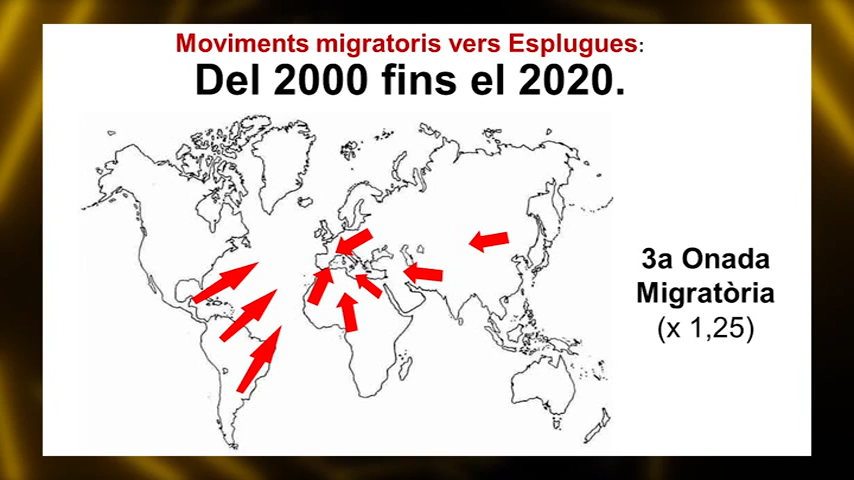 Moviments migratoris vers Esplugues:
Del 2000 fins el 2020.
3a Onada
Migratòria
(x 1,25)